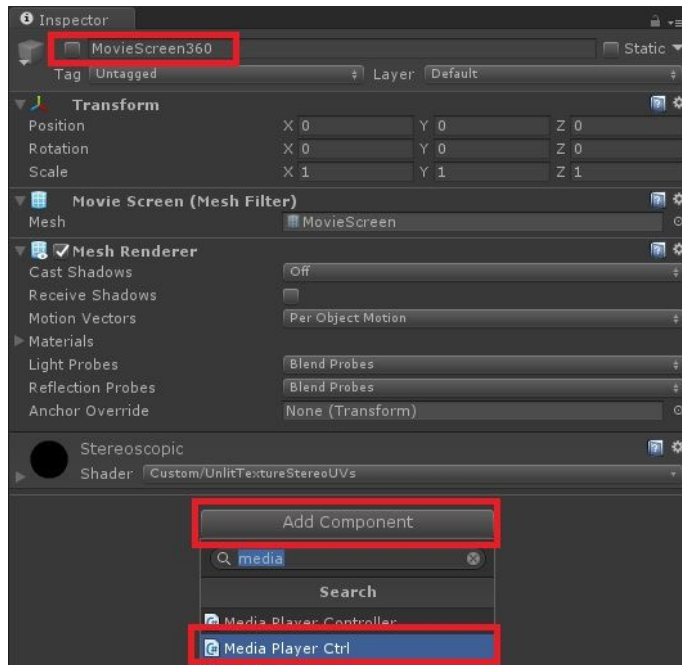 Inspector
MovieScreen360 Static
Tag Untagged Layer Default
Transform
Position X 0 Y 0 Z 0
Rotation X 0 Y 0 Z 0
Scale X 1 Y 1 Z 1
Movie Screen (Mesh Filter)
Mesh MovieScreen
Mesh Renderer
Cast Shadows Off
Receive Shadows
Motion Vectors Per Object Motion
Materials
Light Probes Blend Probes
Reflection Probes Blend Probes
Anchor Override None (Transform)
Stereoscopic
Shader Custom/UnlitTextureStereoUVs
Add Component
media
Search
Media Player Controller
Media Player Ctrl